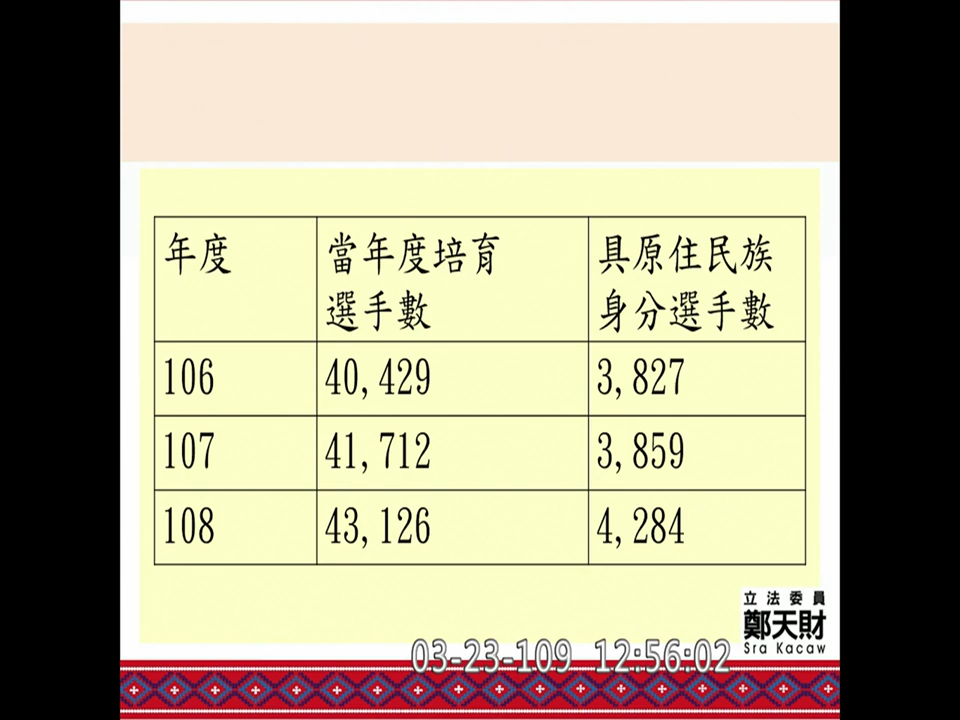 年度 當年度培育 具原住民族
選手數 身分選手數
106 40,429 3,827
107 41,712 3,859
108 43,126 4,284
立法委員
鄭天財
Sra Kacaw
03-23-109 12:56:02